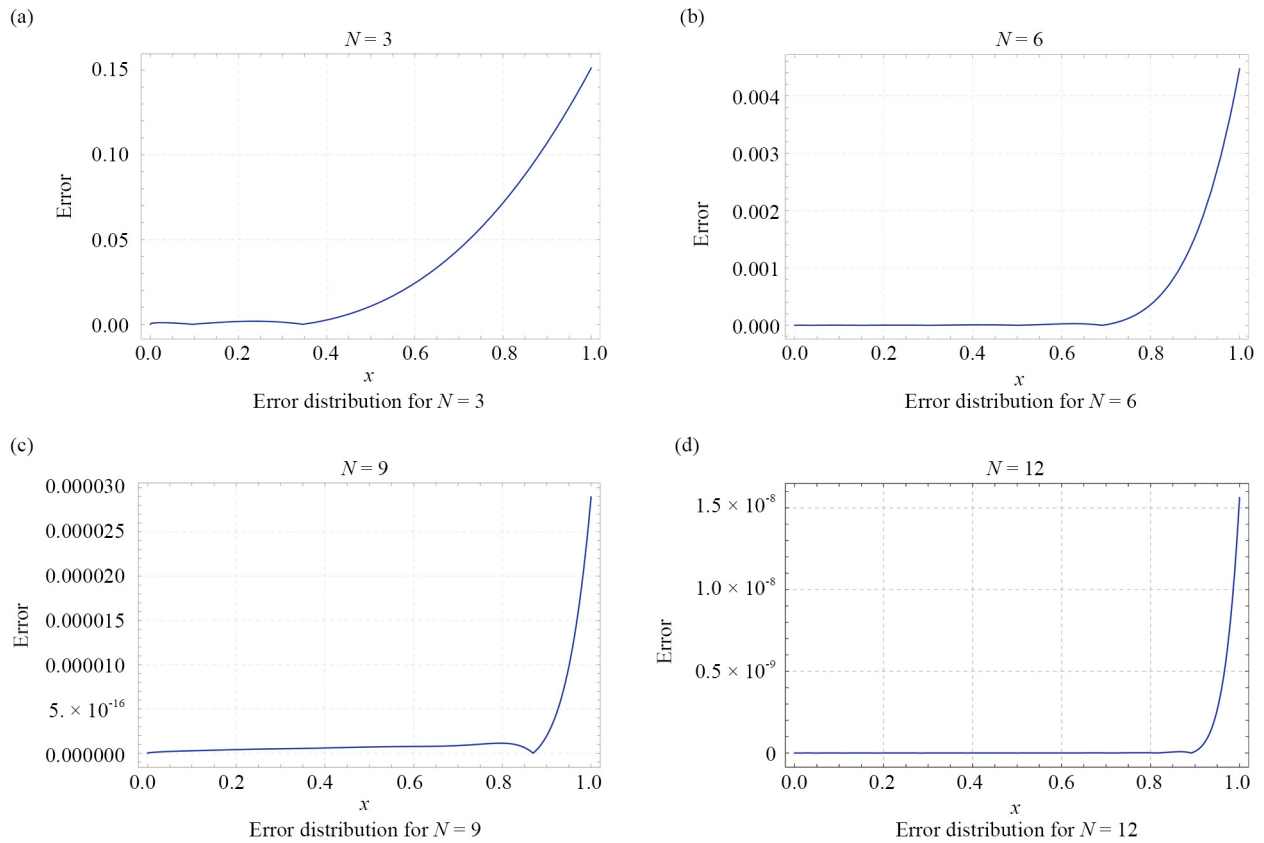 (a)
N = 3
0.15
0.10
0.05
0.00
Error
0.0 0.2 0.4 0.6 0.8 1.0
x
Error distribution for N = 3
(b)
N = 6
0.004
0.003
0.002
0.001
0.000
Error
0.0 0.2 0.4 0.6 0.8 1.0
x
Error distribution for N = 6
(c)
N = 9
0.000030
0.000025
0.000020
0.000015
0.000010
5. × 10⁻¹⁶
0.000000
Error
0.0 0.2 0.4 0.6 0.8 1.0
x
Error distribution for N = 9
(d)
N = 12
1.5 × 10⁻⁸
1.0 × 10⁻⁸
0.5 × 10⁻⁹
0
Error
0.0 0.2 0.4 0.6 0.8 1.0
x
Error distribution for N = 12